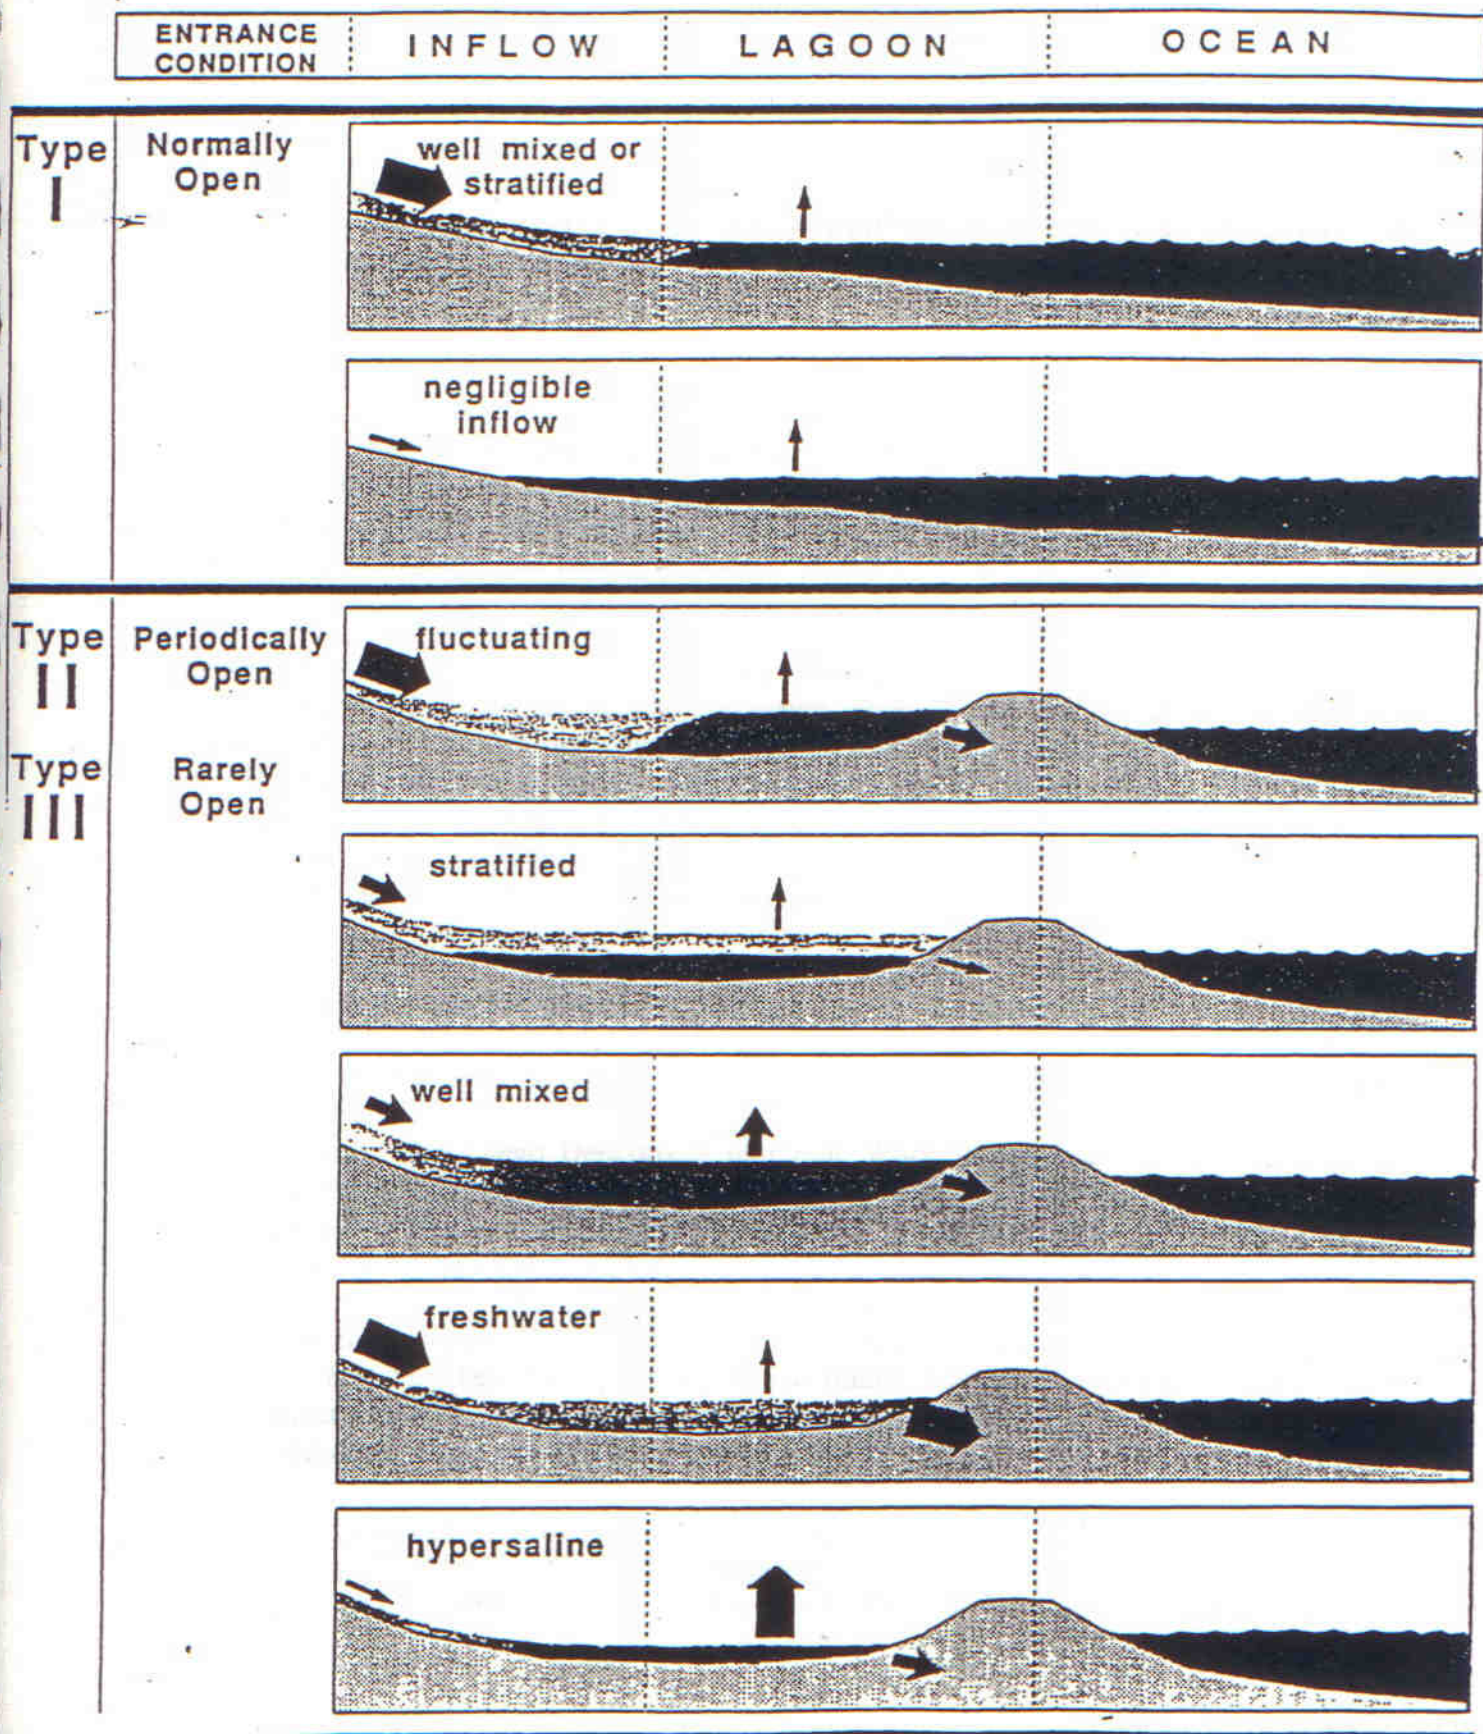 ENTRANCE
CONDITION
INFLOW
LAGOON
OCEAN
Type
I
Normally
Open
well mixed or
stratified
negligible
inflow
Type
II
Periodically
Open
fluctuating
Type
III
Rarely
Open
stratified
well mixed
freshwater
hypersaline